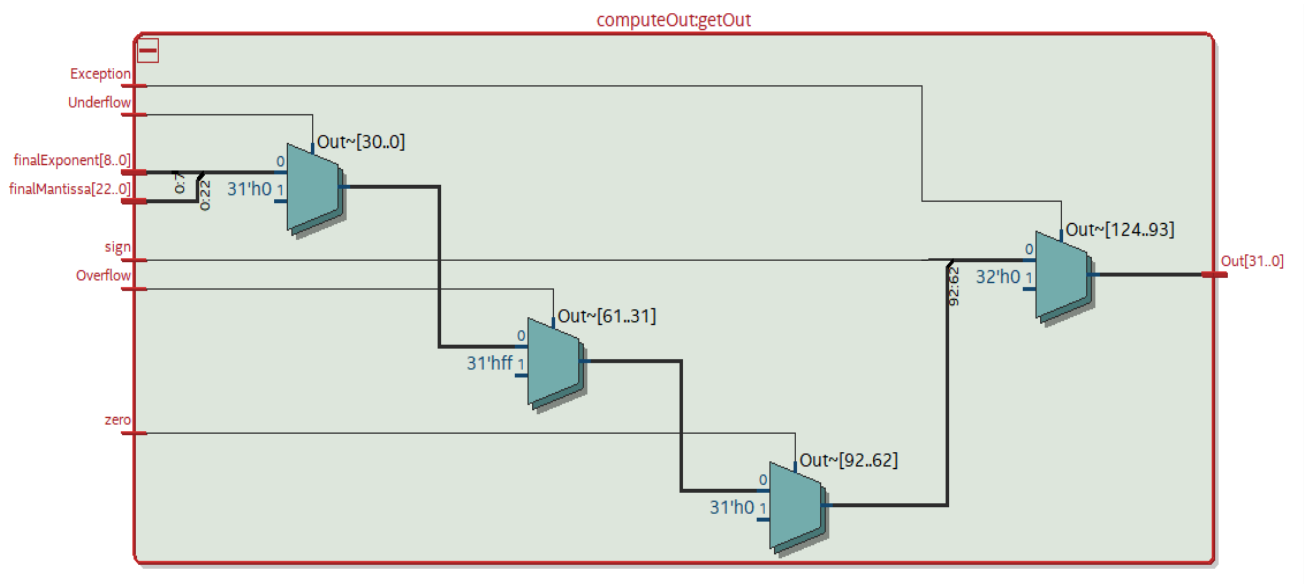 computeOut:getOut
Exception
Underflow
Out~[30..0]
finalExponent[8..0]
0
0:7
finalMantissa[22..0]
0:22
31'h0 1
Out~[124..93]
sign
0
Out[31..0]
Overflow
32'h0 1
92:62
Out~[61..31]
0
31'hff 1
zero
Out~[92..62]
0
31'h0 1